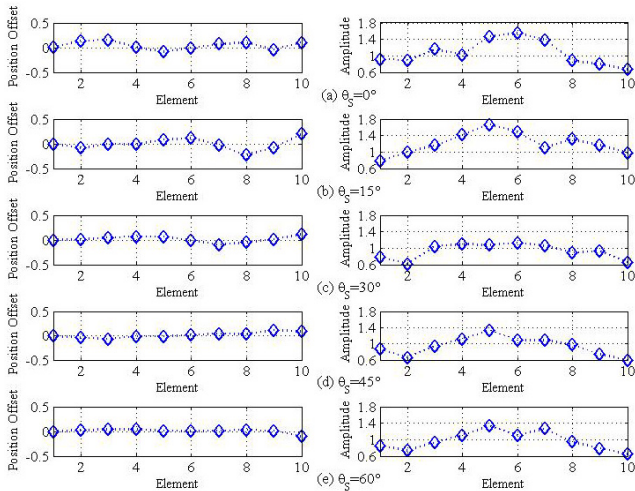 Position Offset
0.5
0
-0.5
2 4 6 8 10
Element
Amplitude
1.8
1.4
1
0.6
2 4 6 8 10
Element
(a) θS=0°
Position Offset
0.5
0
-0.5
2 4 6 8 10
Element
Amplitude
1.8
1.4
1
0.6
2 4 6 8 10
Element
(b) θS=15°
Position Offset
0.5
0
-0.5
2 4 6 8 10
Element
Amplitude
1.8
1.4
1
0.6
2 4 6 8 10
Element
(c) θS=30°
Position Offset
0.5
0
-0.5
2 4 6 8 10
Element
Amplitude
1.8
1.4
1
0.6
2 4 6 8 10
Element
(d) θS=45°
Position Offset
0.5
0
-0.5
2 4 6 8 10
Element
Amplitude
1.8
1.4
1
0.6
2 4 6 8 10
Element
(e) θS=60°